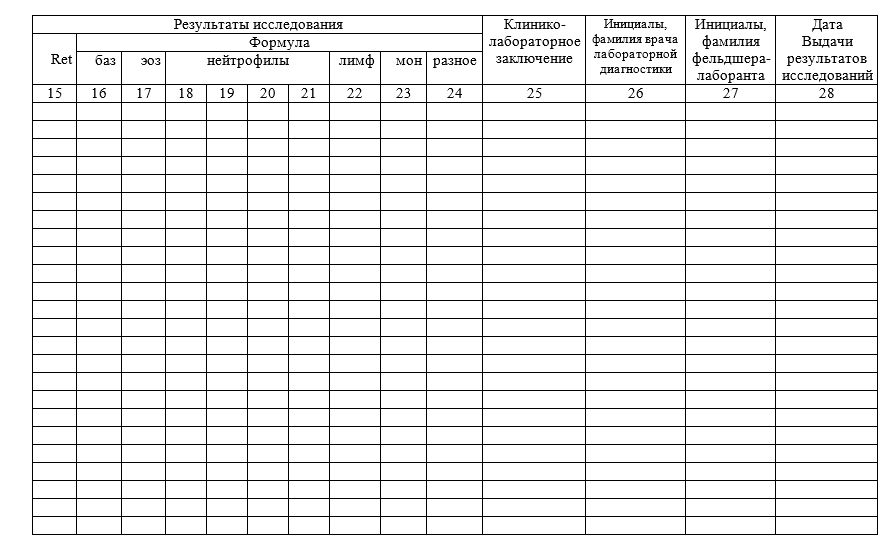 Результаты исследования
Ret
Формула
баз эоз нейтрофилы лимф мон разное
Клинико-
лабораторное
заключение
Инициалы,
фамилия врача
лабораторной
диагностики
Инициалы,
фамилия
фельдшера-
лаборанта
Дата
Выдачи
результатов
исследований
15 16 17 18 19 20 21 22 23 24 25 26 27 28